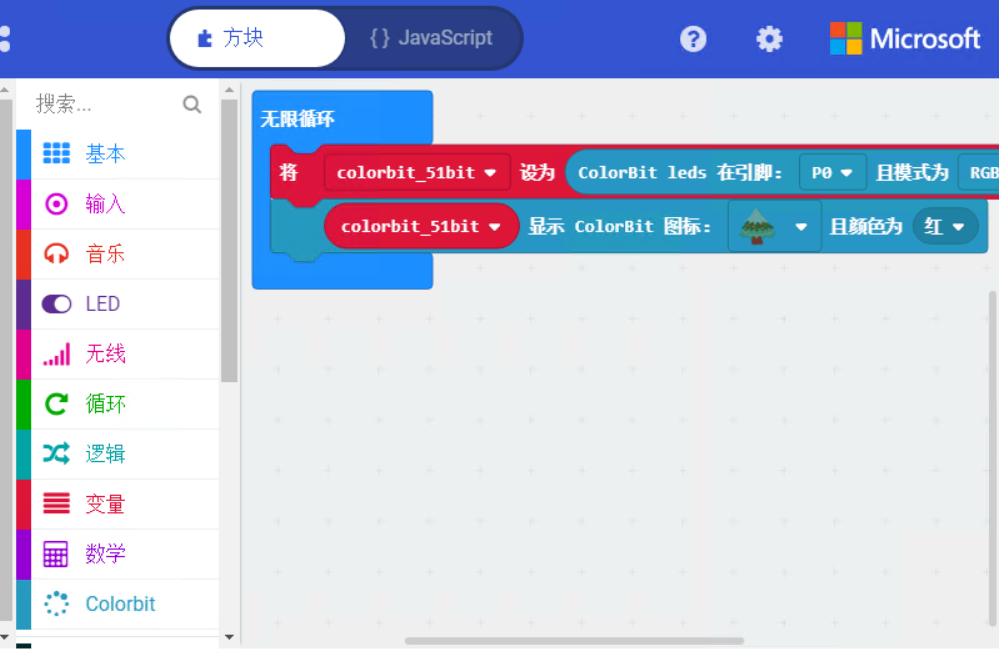 方块 {} JavaScript ? Microsoft
搜索...
基本
输入
音乐
LED
无线
循环
逻辑
变量
数学
Colorbit
无限循环
将 colorbit_51bit 设为 ColorBit leds 在引脚: P0 且模式为 RGB
colorbit_51bit 显示 ColorBit 图标: 且颜色为 红